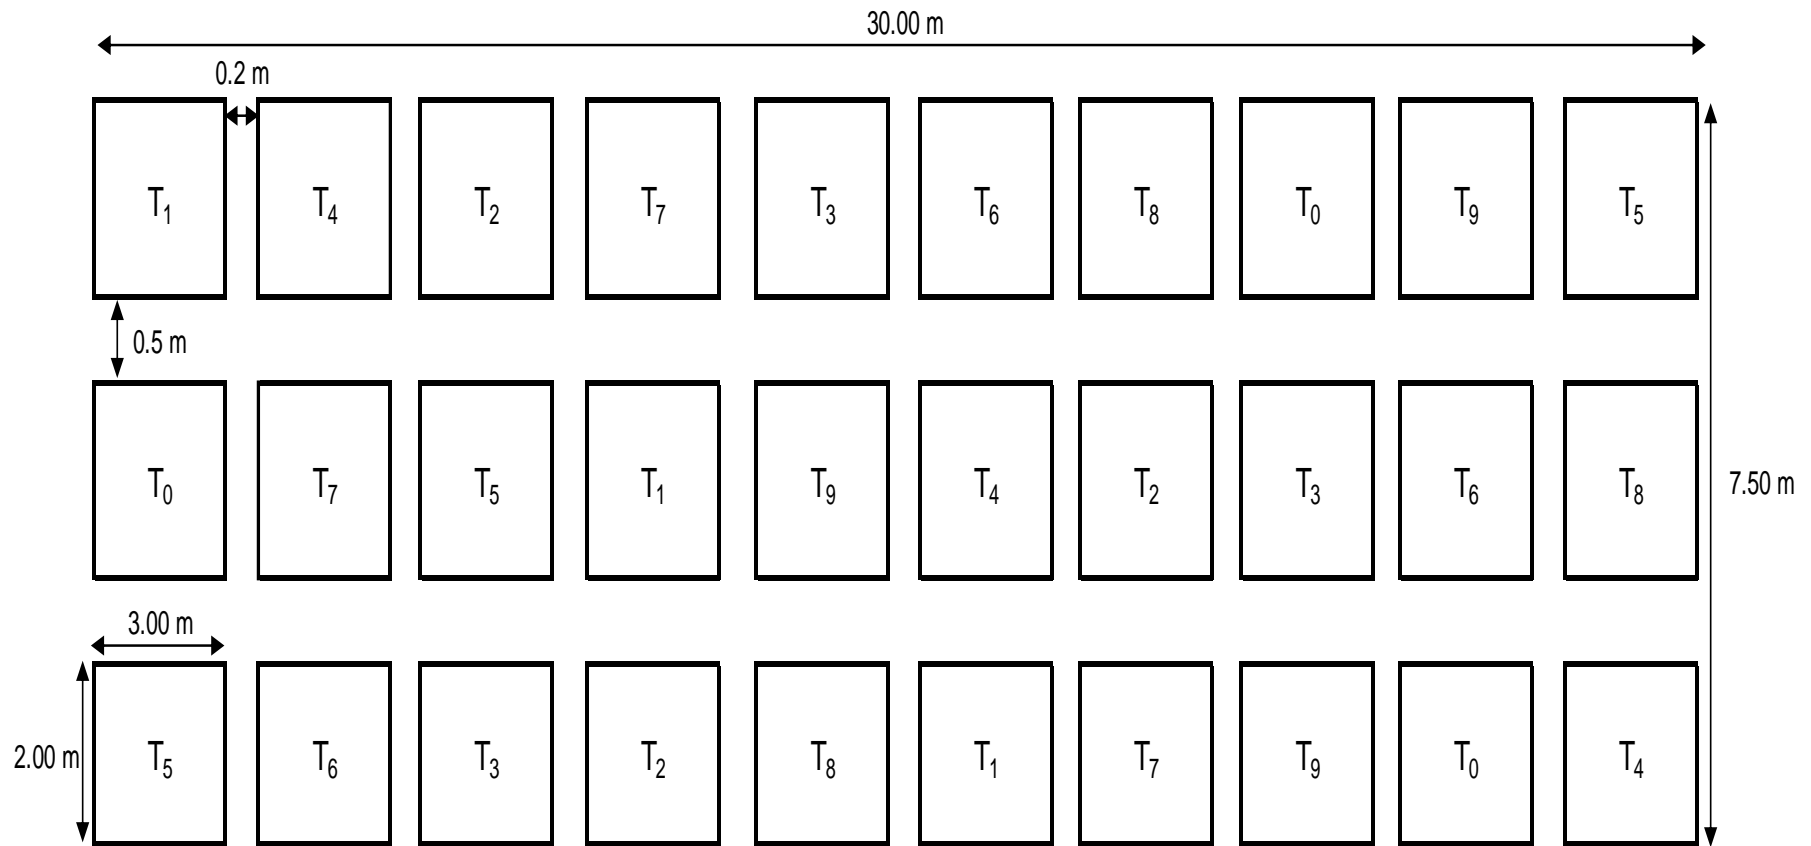 30.00 m
0.2 m
T₁ T₄ T₂ T₇ T₃ T₆ T₈ T₀ T₉ T₅
0.5 m
T₀ T₇ T₅ T₁ T₉ T₄ T₂ T₃ T₆ T₈
7.50 m
3.00 m
2.00 m
T₅ T₆ T₃ T₂ T₈ T₁ T₇ T₉ T₀ T₄